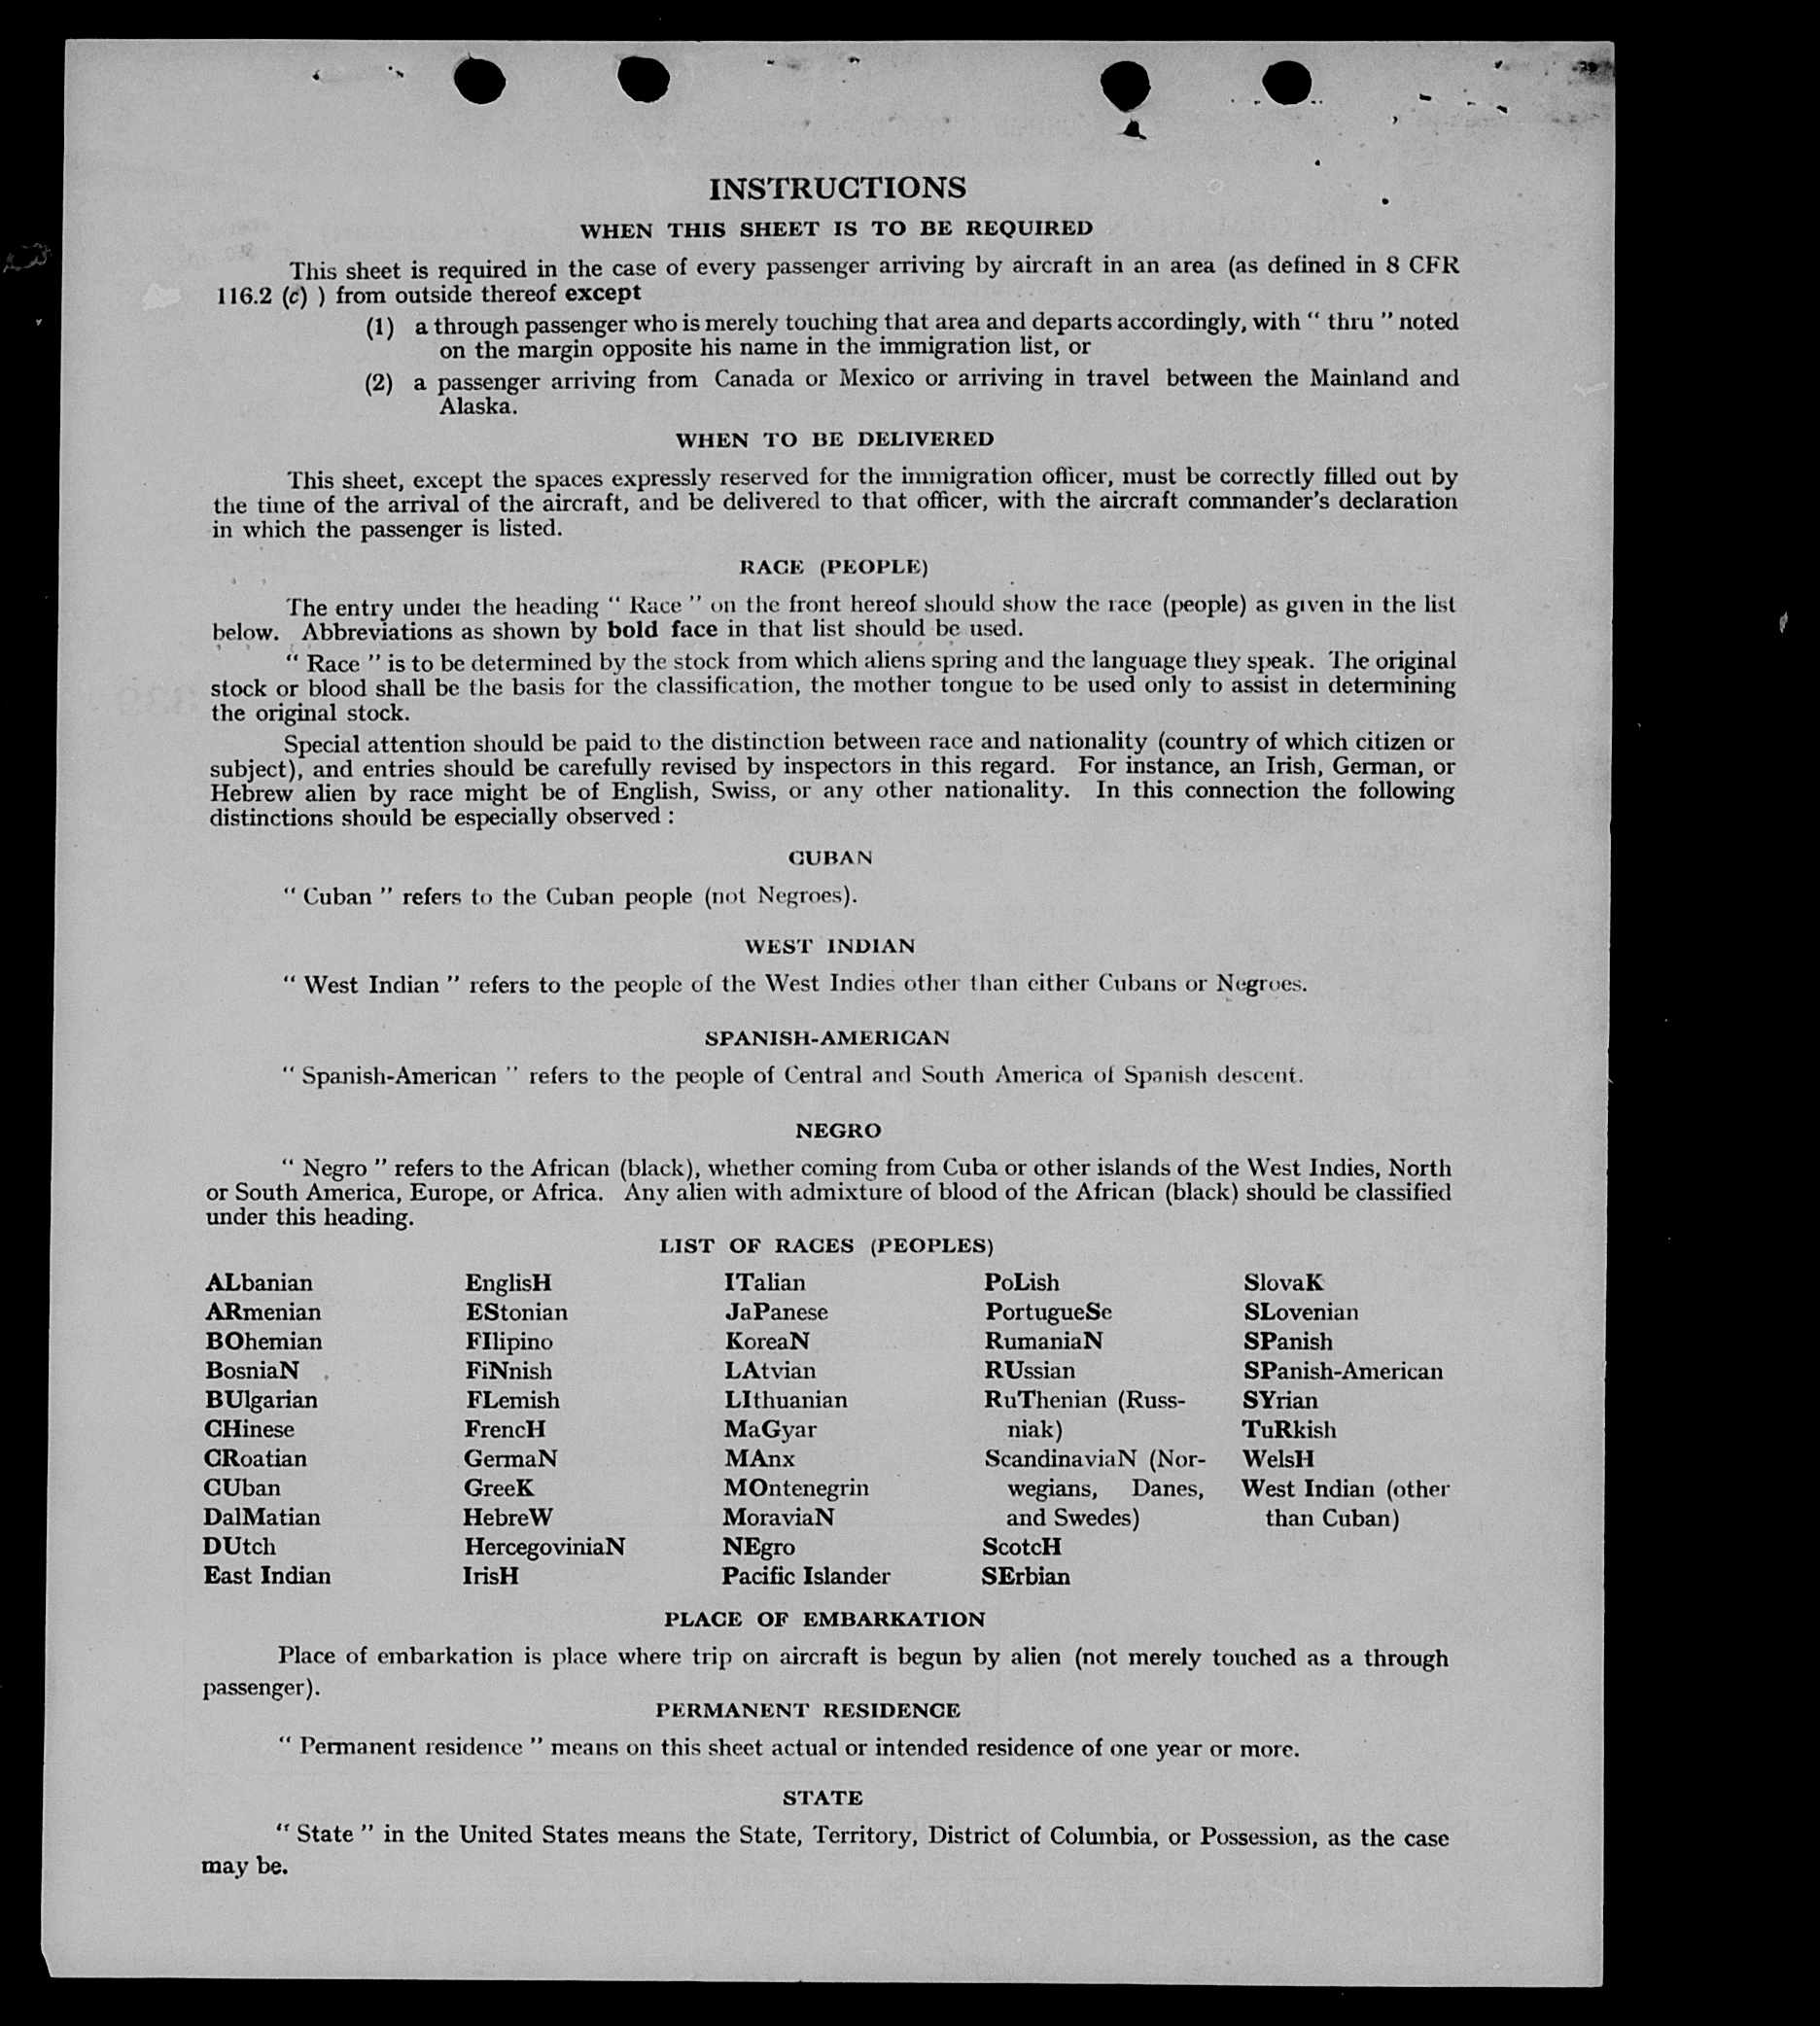 INSTRUCTIONS
WHEN THIS SHEET IS TO BE REQUIRED
This sheet is required in the case of every passenger arriving by aircraft in an area (as defined in 8 CFR
116.2 (c) ) from outside thereof except
(1) a through passenger who is merely touching that area and departs accordingly, with “ thru ” noted
on the margin opposite his name in the immigration list, or
(2) a passenger arriving from Canada or Mexico or arriving in travel between the Mainland and
Alaska.
WHEN TO BE DELIVERED
This sheet, except the spaces expressly reserved for the immigration officer, must be correctly filled out by
the time of the arrival of the aircraft, and be delivered to that officer, with the aircraft commander’s declaration
in which the passenger is listed.
RACE (PEOPLE)
The entry under the heading “ Race ” on the front hereof should show the race (people) as given in the list
below. Abbreviations as shown by bold face in that list should be used.
“ Race ” is to be determined by the stock from which aliens spring and the language they speak. The original
stock or blood shall be the basis for the classification, the mother tongue to be used only to assist in determining
the original stock.
Special attention should be paid to the distinction between race and nationality (country of which citizen or
subject), and entries should be carefully revised by inspectors in this regard. For instance, an Irish, German, or
Hebrew alien by race might be of English, Swiss, or any other nationality. In this connection the following
distinctions should be especially observed :
CUBAN
“ Cuban ” refers to the Cuban people (not Negroes).
WEST INDIAN
“ West Indian ” refers to the people of the West Indies other than either Cubans or Negroes.
SPANISH-AMERICAN
“ Spanish-American ” refers to the people of Central and South America of Spanish descent.
NEGRO
“ Negro ” refers to the African (black), whether coming from Cuba or other islands of the West Indies, North
or South America, Europe, or Africa. Any alien with admixture of blood of the African (black) should be classified
under this heading.
LIST OF RACES (PEOPLES)
ALbanian
ARmenian
BOhemian
BosniaN
BUlgarian
CHinese
CRoatian
CUban
DalMatian
DUtch
East Indian
EnglisH
EStonian
FIlipino
FiNnish
FLemish
FrencH
GermaN
GreeK
HebreW
HercegoviniaN
IrisH
ITalian
JaPanese
KoreaN
LAtvian
LIthuanian
MaGyar
MAnx
MOntenegrin
MoraviaN
NEgro
Pacific Islander
PoLish
PortugueSe
RumaniaN
RUssian
RuThenian (Russ-
niak)
ScandinaviaN (Nor-
wegians, Danes,
and Swedes)
ScotcH
SErbian
SlovaK
SLovenian
SPanish
SPanish-American
SYrian
TuRkish
WelsH
West Indian (other
than Cuban)
PLACE OF EMBARKATION
Place of embarkation is place where trip on aircraft is begun by alien (not merely touched as a through
passenger).
PERMANENT RESIDENCE
“ Permanent residence ” means on this sheet actual or intended residence of one year or more.
STATE
“ State ” in the United States means the State, Territory, District of Columbia, or Possession, as the case
may be.